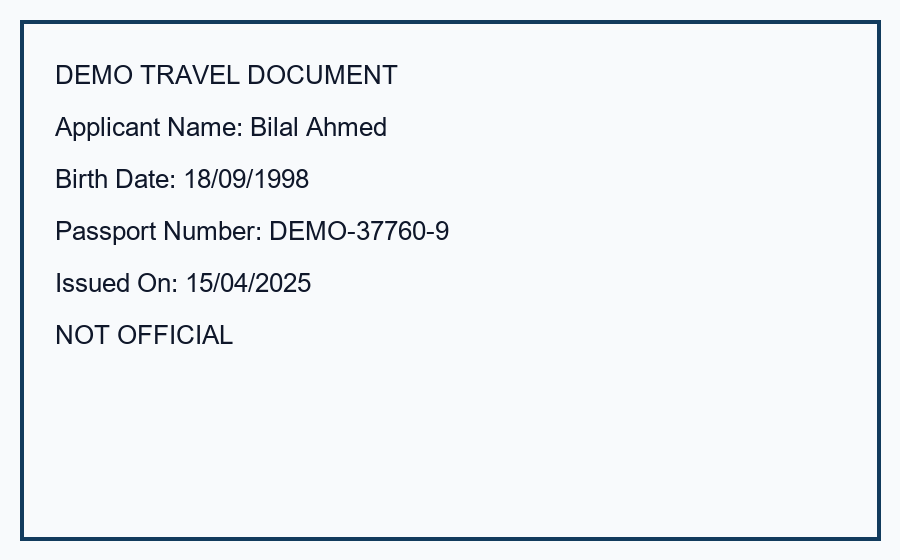 DEMO TRAVEL DOCUMENT
Applicant Name: Bilal Ahmed
Birth Date: 18/09/1998
Passport Number: DEMO-37760-9
Issued On: 15/04/2025
NOT OFFICIAL